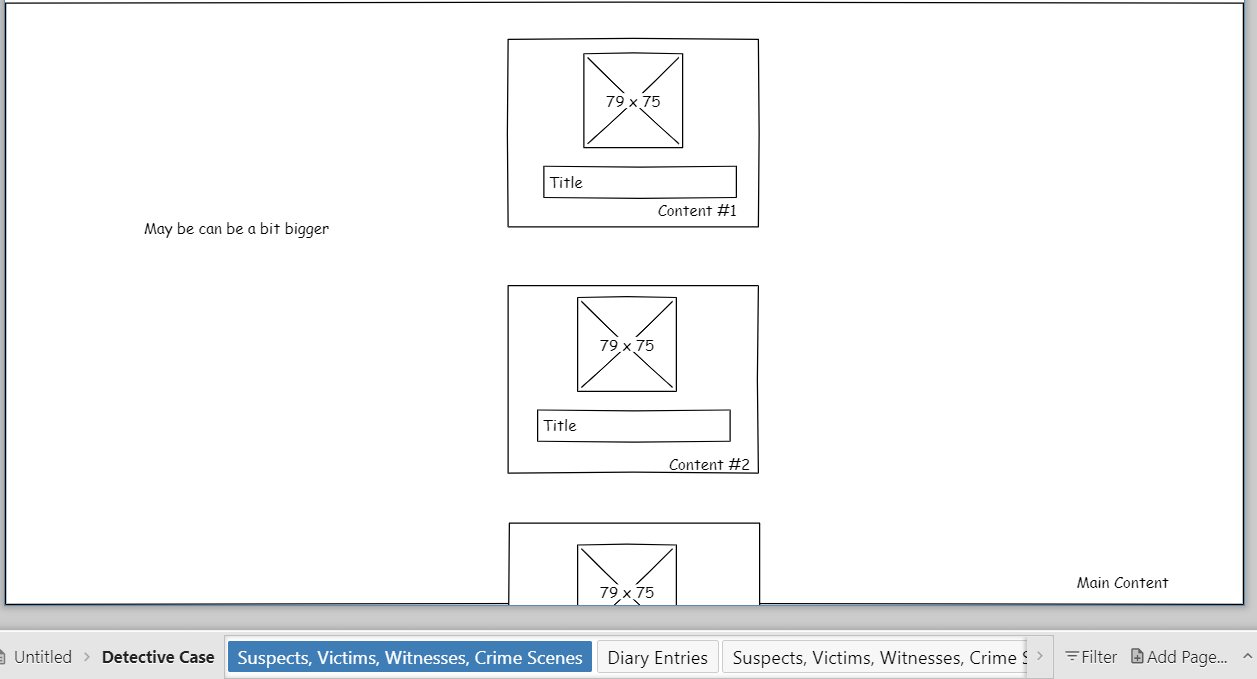 79 x 75
Title
Content #1
May be can be a bit bigger
79 x 75
Title
Content #2
79 x 75
Main Content
Untitled > Detective Case Suspects, Victims, Witnesses, Crime Scenes Diary Entries Suspects, Victims, Witnesses, Crime > Filter Add Page...